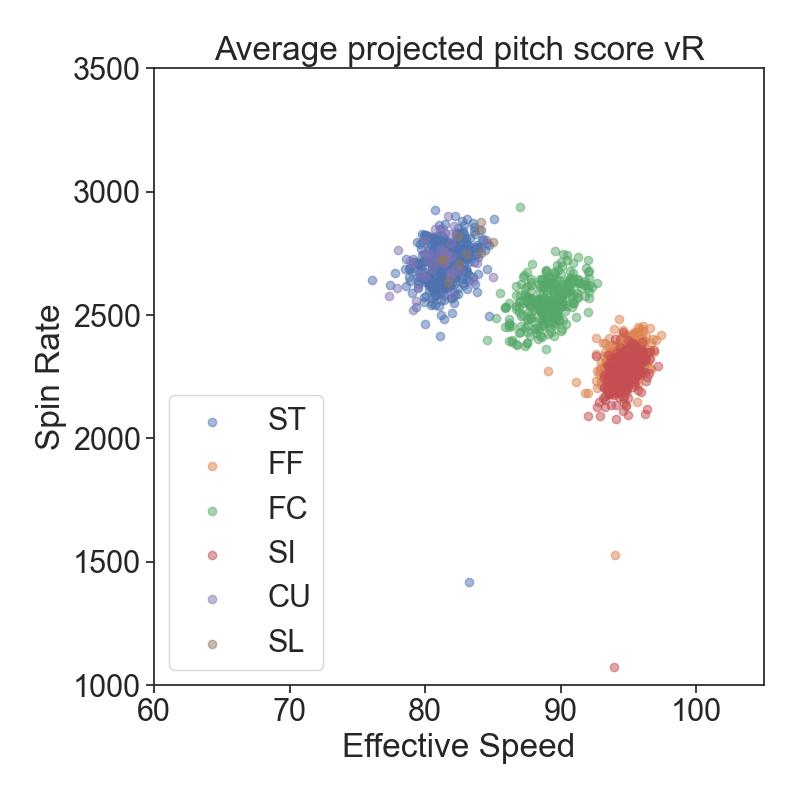 Average projected pitch score vR
3500
3000
2500
2000
1500
1000
Spin Rate
ST
FF
FC
SI
CU
SL
60 70 80 90 100
Effective Speed